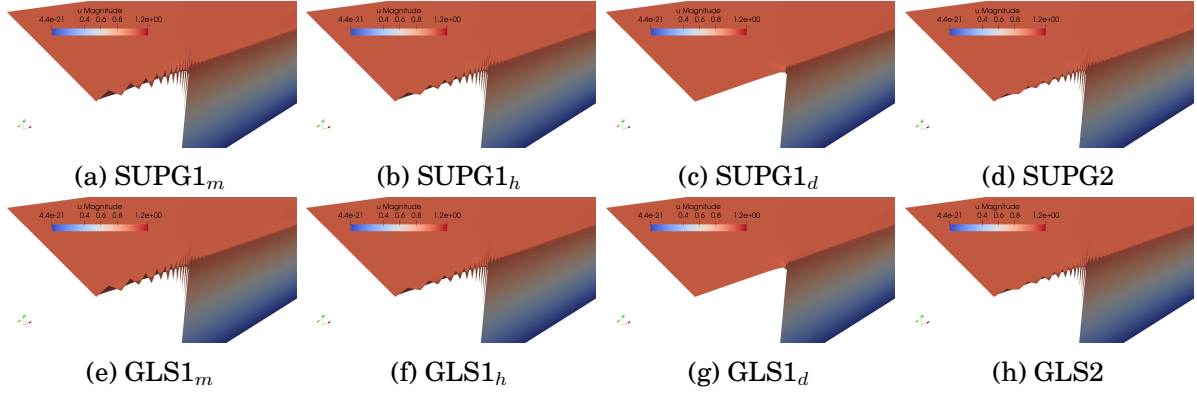 u Magnitude u Magnitude u Magnitude u Magnitude
4.4e-21 0.4 0.6 0.8 1.2e+00 4.4e-21 0.4 0.6 0.8 1.2e+00 4.4e-21 0.4 0.6 0.8 1.2e+00 4.4e-21 0.4 0.6 0.8 1.2e+00
(a) SUPG1m (b) SUPG1h (c) SUPG1d (d) SUPG2
u Magnitude u Magnitude u Magnitude u Magnitude
4.4e-21 0.4 0.6 0.8 1.2e+00 4.4e-21 0.4 0.6 0.8 1.2e+00 4.4e-21 0.4 0.6 0.8 1.2e+00 4.4e-21 0.4 0.6 0.8 1.2e+00
(e) GLS1m (f) GLS1h (g) GLS1d (h) GLS2